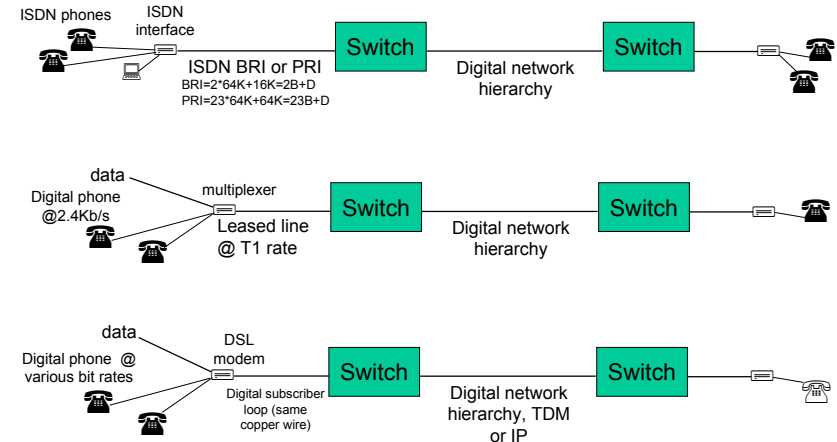 ISDN phones
ISDN
interface
Switch
Switch
ISDN BRI or PRI
BRI=2*64K+16K=2B+D
PRI=23*64K+64K=23B+D
Digital network
hierarchy
data
Digital phone
@2.4Kb/s
multiplexer
Leased line
@ T1 rate
Switch
Digital network
hierarchy
Switch
data
Digital phone @
various bit rates
DSL
modem
Digital subscriber
loop (same
copper wire)
Switch
Digital network
hierarchy, TDM
or IP
Switch